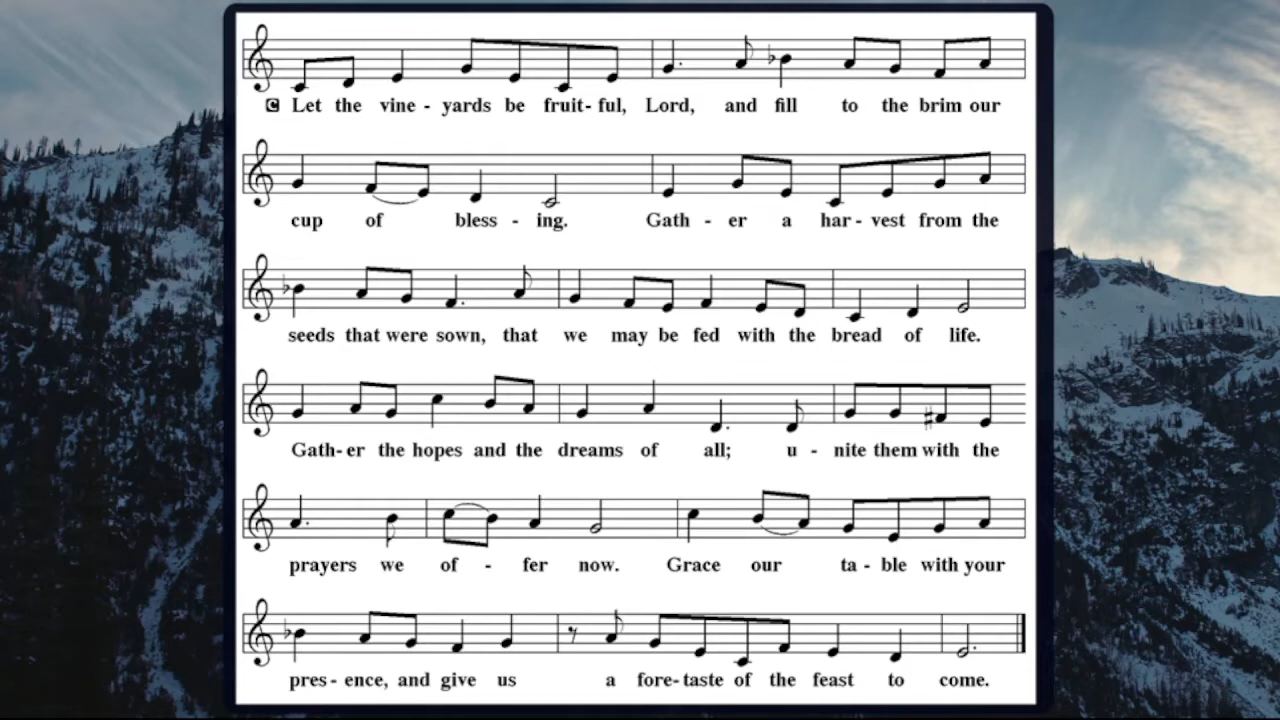 C Let the vine - yards be fruit- ful, Lord, and fill to the brim our
cup of bless - ing. Gath - er a har - vest from the
seeds that were sown, that we may be fed with the bread of life.
Gath- er the hopes and the dreams of all; u - nite them with the
prayers we of - fer now. Grace our ta - ble with your
pres - ence, and give us a fore- taste of the feast to come.